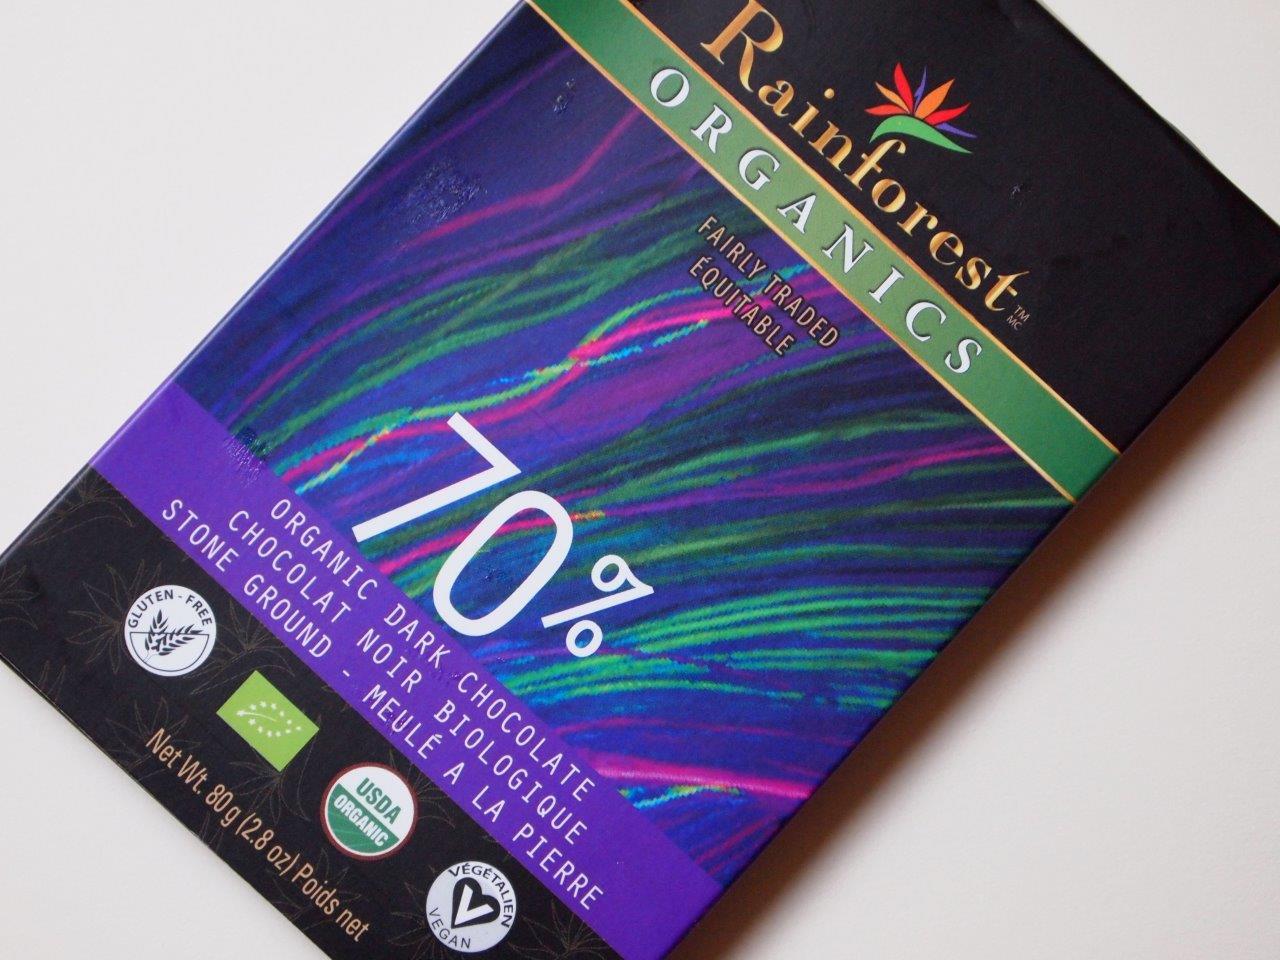 Rainforest
TM
MC
ORGANICS
FAIRLY TRADED
ÉQUITABLE
70%
ORGANIC DARK CHOCOLATE
CHOCOLAT NOIR BIOLOGIQUE
STONE GROUND - MEULÉ A LA PIERRE
GLUTEN-FREE
USDA
ORGANIC
VÉGÉTALIEN
V
VEGAN
Net Wt. 80g (2.8 oz) Poids net